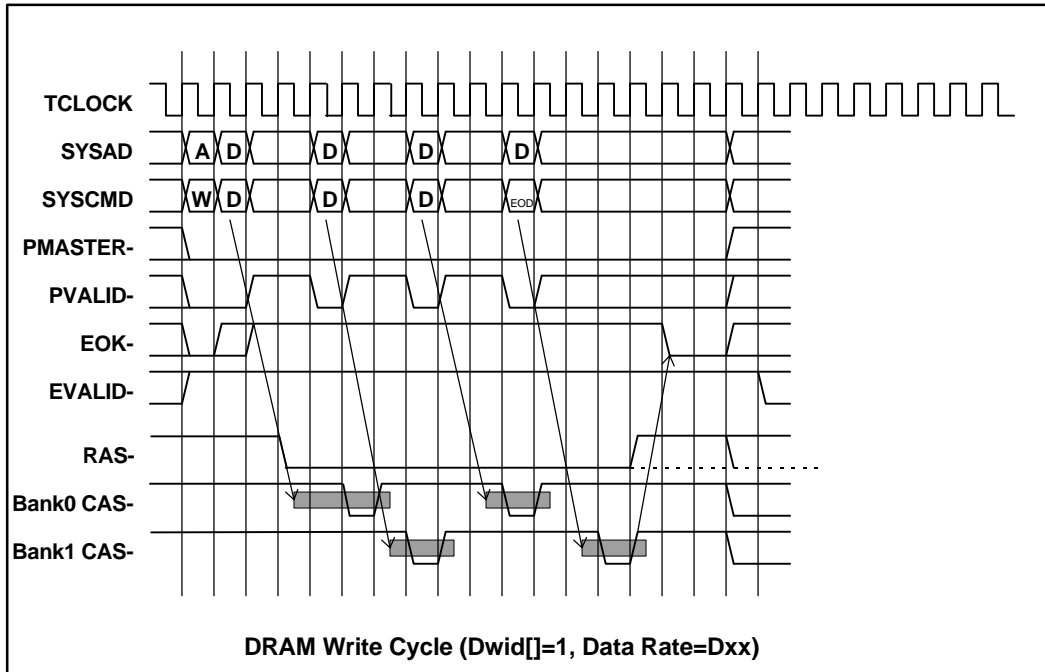 TCLOCK
SYSAD A D D D D
SYSCMD W D D D EOD
PMASTER-
PVALID-
EOK-
EVALID-
RAS-
Bank0 CAS-
Bank1 CAS-
DRAM Write Cycle (Dwid[]=1, Data Rate=Dxx)